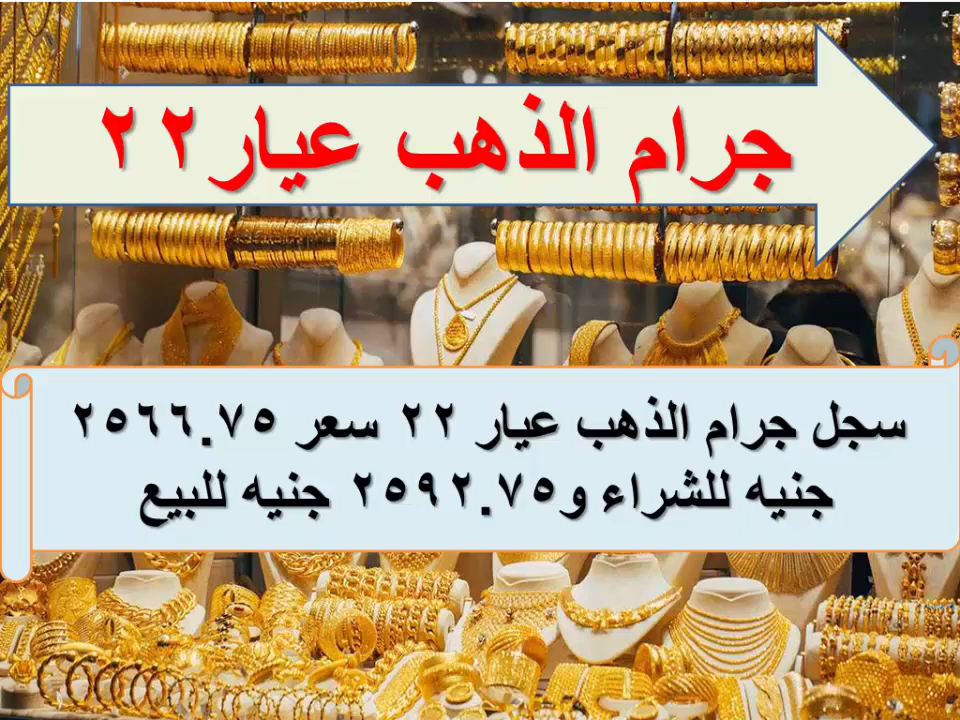 جرام الذهب عيار٢٢
سجل جرام الذهب عيار ٢٢ سعر ٢٥٦٦.٧٥
جنيه للشراء و٢٥٩٢.٧٥ جنيه للبيع